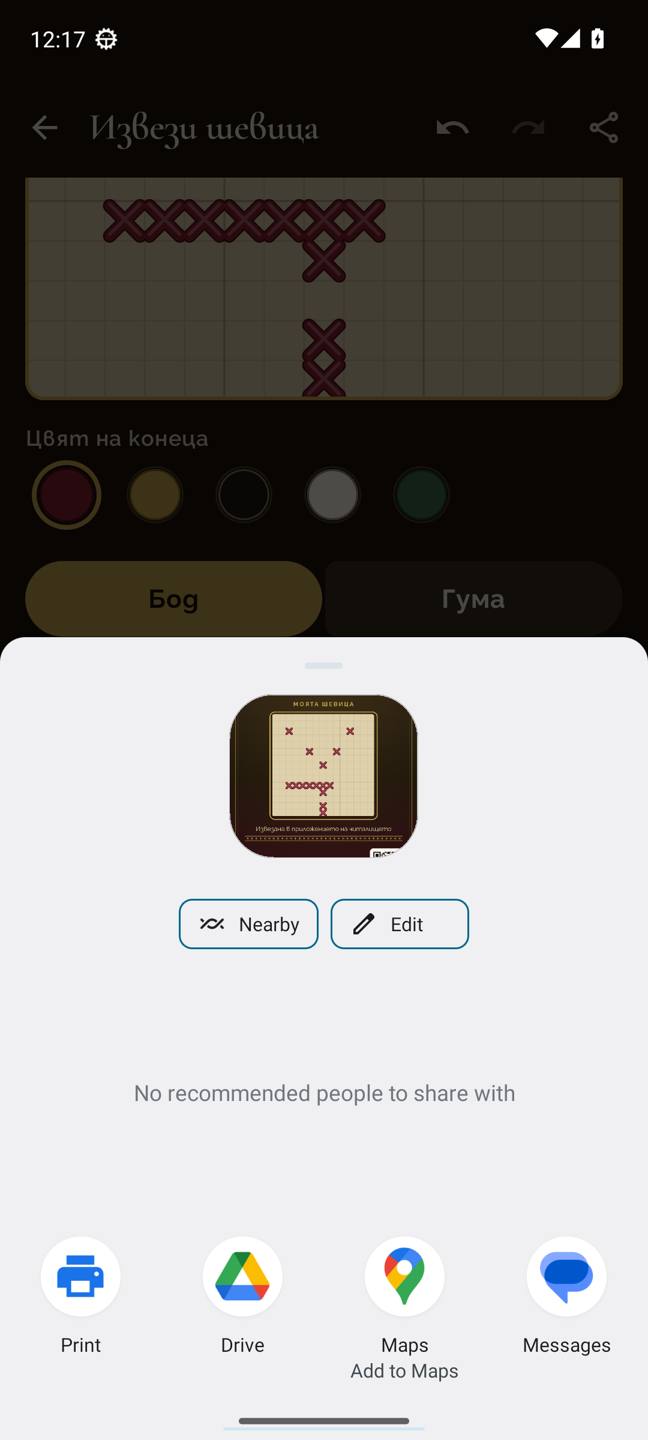 12:17
Извези шевица
Цвят на конеца
Бод
Гума
МОЯТА ШЕВИЦА
Извезана в приложението на читалището
Nearby
Edit
No recommended people to share with
Print
Drive
Maps
Messages
Add to Maps